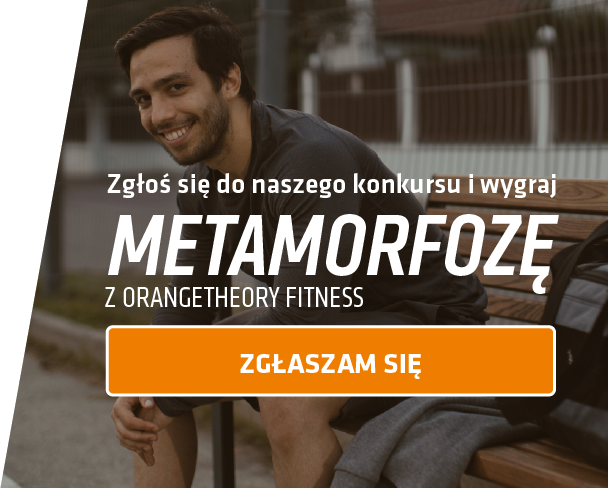 Zgłoś się do naszego konkursu i wygraj
METAMORFOZĘ
Z ORANGETHEORY FITNESS
ZGŁASZAM SIĘ